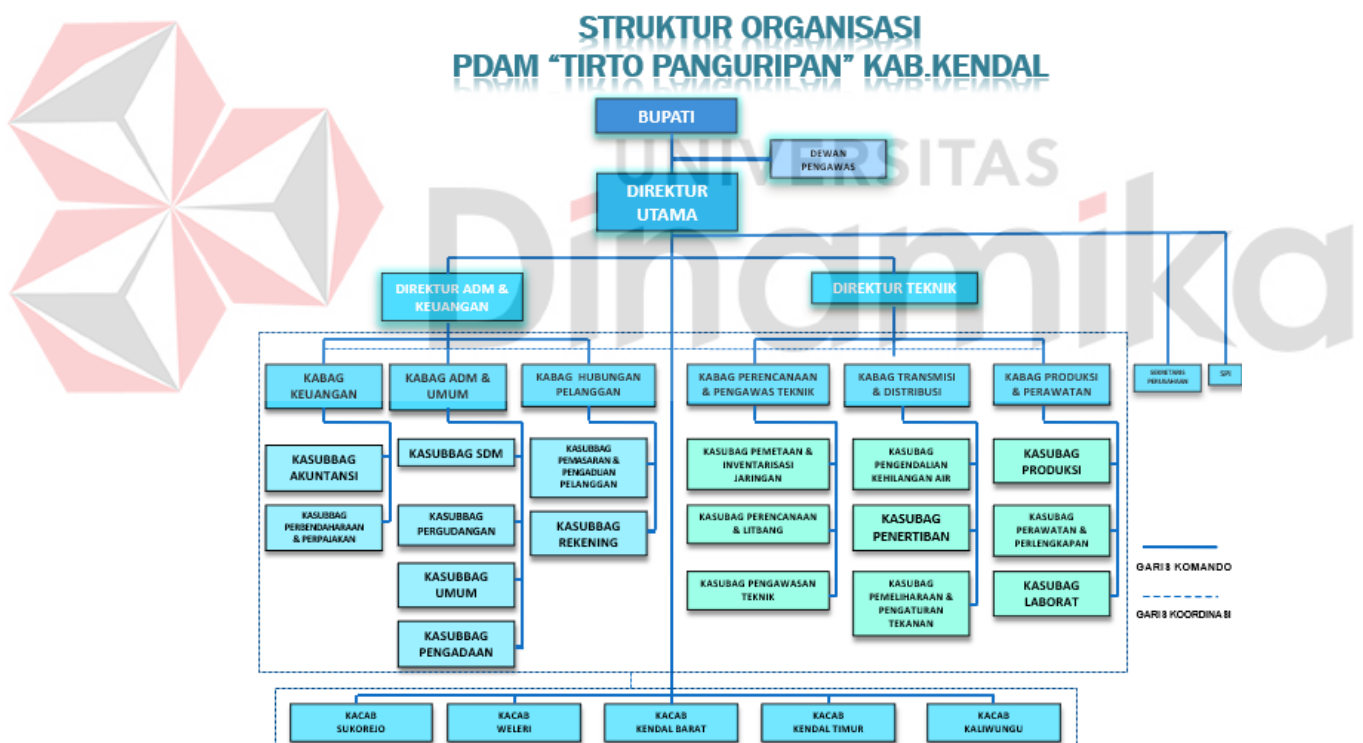 STRUKTUR ORGANISASI
PDAM “TIRTO PANGURIPAN” KAB.KENDAL
BUPATI
DEWAN
PENGAWAS
UNIVERSITAS
Dinamika
DIREKTUR
UTAMA
DIREKTUR ADM &
KEUANGAN
DIREKTUR TEKNIK
KABAG
KEUANGAN
KABAG ADM &
UMUM
KABAG HUBUNGAN
PELANGGAN
KABAG PERENCANAAN
& PENGAWAS TEKNIK
KABAG TRANSMISI
& DISTRIBUSI
KABAG PRODUKSI
& PERAWATAN
SEKRETARIS
PERUSAHAAN
SPI
KASUBBAG
AKUNTANSI
KASUBBAG
PERBENDAHARAAN
& PERPAJAKAN
KASUBBAG SDM
KASUBBAG
PERGUDANGAN
KASUBBAG
UMUM
KASUBBAG
PENGADAAN
KASUBBAG
PEMASARAN &
PENGADUAN
PELANGGAN
KASUBBAG
REKENING
KASUBAG PEMETAAN &
INVENTARISASI
JARINGAN
KASUBAG PERENCANAAN
& LITBANG
KASUBAG PENGAWASAN
TEKNIK
KASUBAG
PENGENDALIAN
KEHILANGAN AIR
KASUBAG
PENERTIBAN
KASUBAG
PEMELIHARAAN &
PENGATURAN
TEKANAN
KASUBAG
PRODUKSI
KASUBAG
PERAWATAN &
PERLENGKAPAN
KASUBAG
LABORAT
GARIS KOMANDO
GARIS KOORDINASI
KACAB
SUKOREJO
KACAB
WELERI
KACAB
KENDAL BARAT
KACAB
KENDAL TIMUR
KACAB
KALIWUNGU